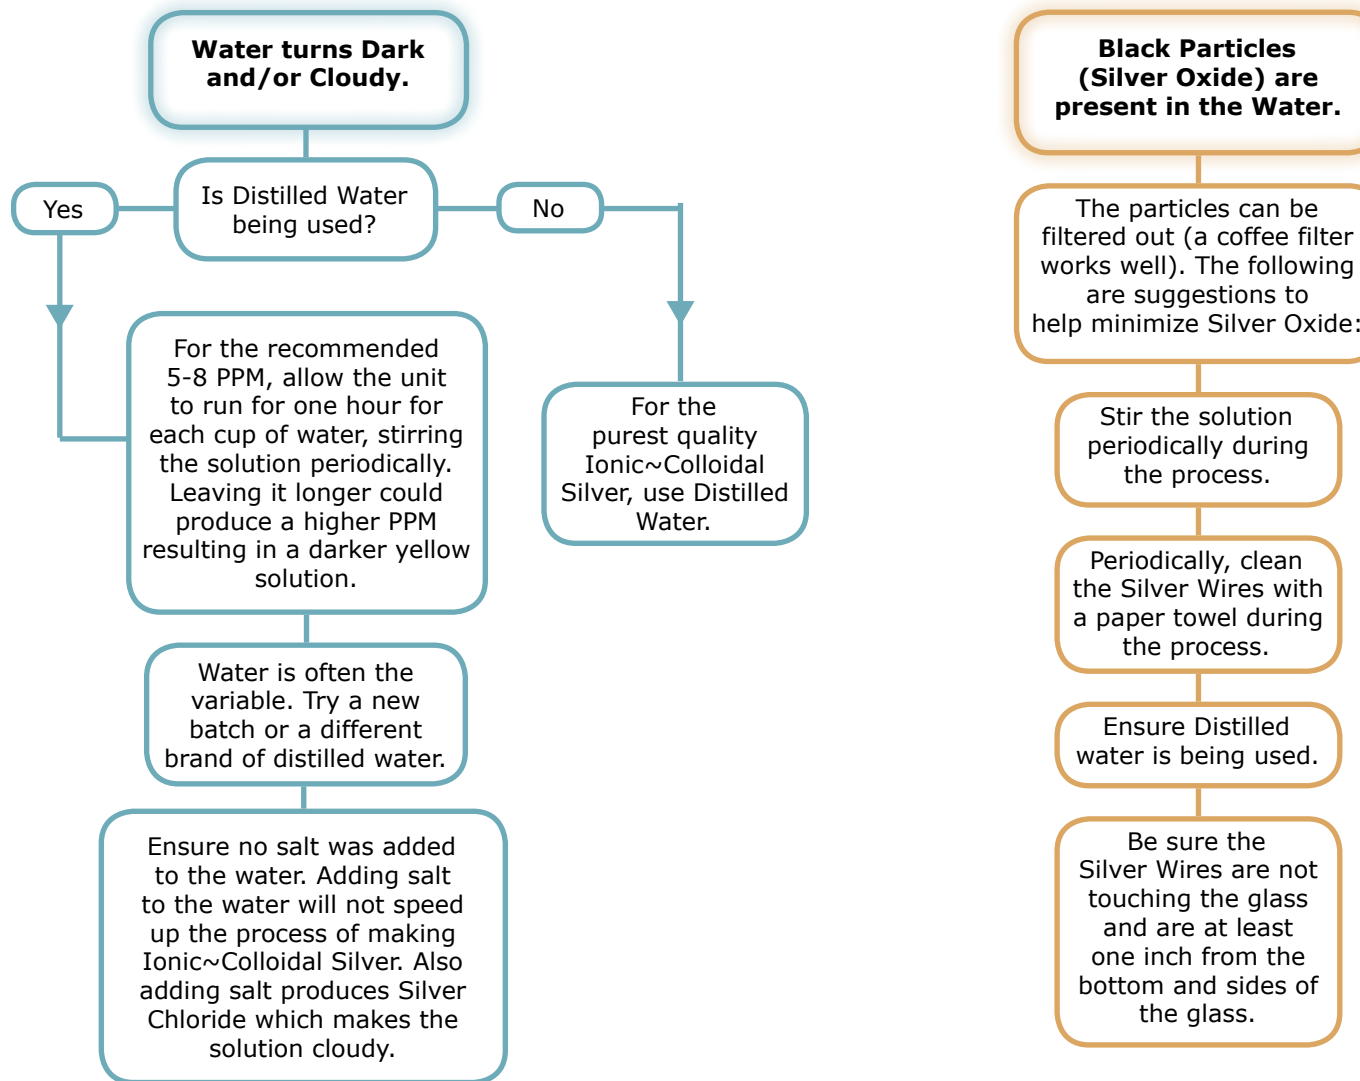 Water turns Dark
and/or Cloudy.
Is Distilled Water
being used?
Yes
No
For the recommended
5-8 PPM, allow the unit
to run for one hour for
each cup of water, stirring
the solution periodically.
Leaving it longer could
produce a higher PPM
resulting in a darker yellow
solution.
For the
purest quality
Ionic~Colloidal
Silver, use Distilled
Water.
Water is often the
variable. Try a new
batch or a different
brand of distilled water.
Ensure no salt was added
to the water. Adding salt
to the water will not speed
up the process of making
Ionic~Colloidal Silver. Also
adding salt produces Silver
Chloride which makes the
solution cloudy.
Black Particles
(Silver Oxide) are
present in the Water.
The particles can be
filtered out (a coffee filter
works well). The following
are suggestions to
help minimize Silver Oxide:
Stir the solution
periodically during
the process.
Periodically, clean
the Silver Wires with
a paper towel during
the process.
Ensure Distilled
water is being used.
Be sure the
Silver Wires are not
touching the glass
and are at least
one inch from the
bottom and sides of
the glass.